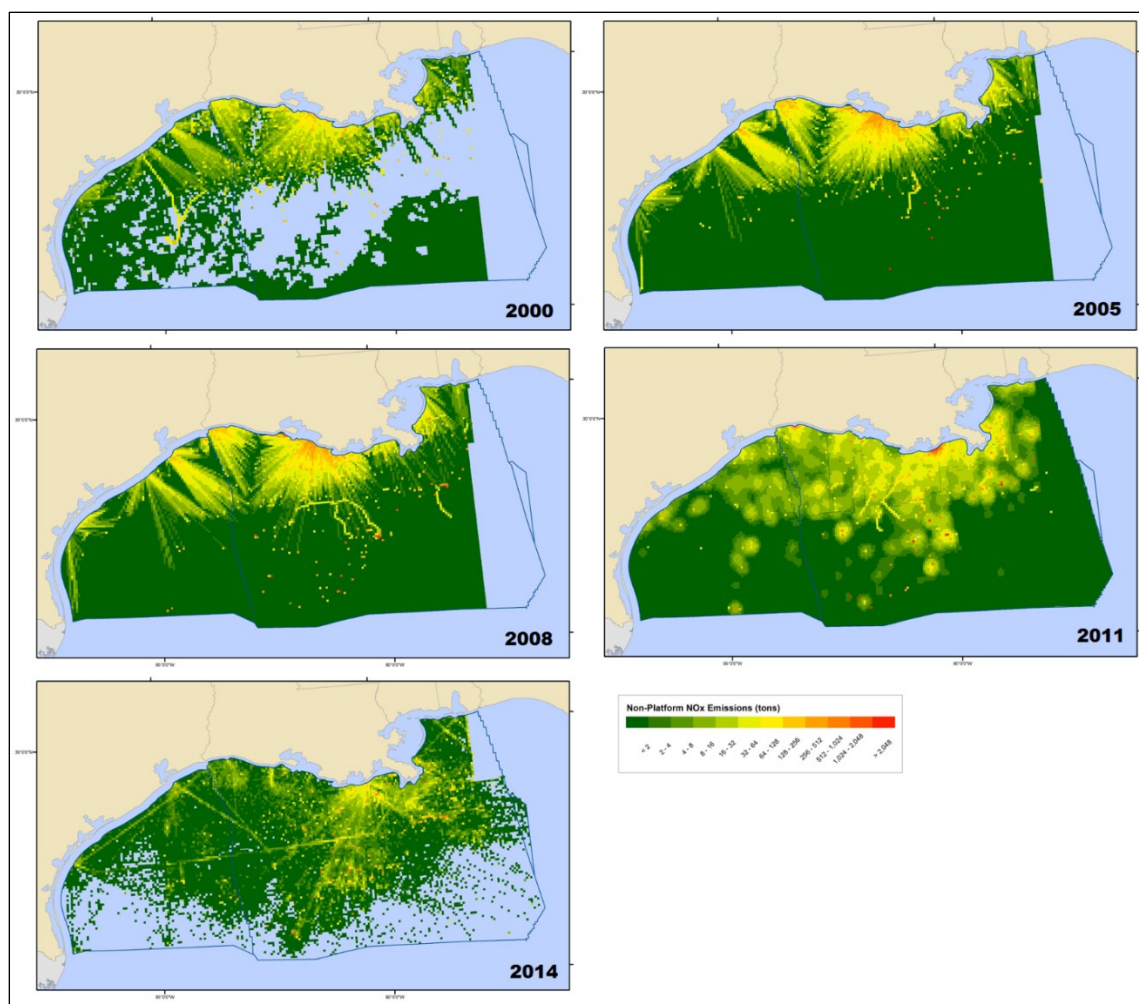 2000
2005
2008
2011
2014
Non-Platform NOx Emissions (tons)
< 2
2 - 4
4 - 8
8 - 16
16 - 32
32 - 64
64 - 128
128 - 256
256 - 512
512 - 1,024
1,024 - 2,048
> 2,048